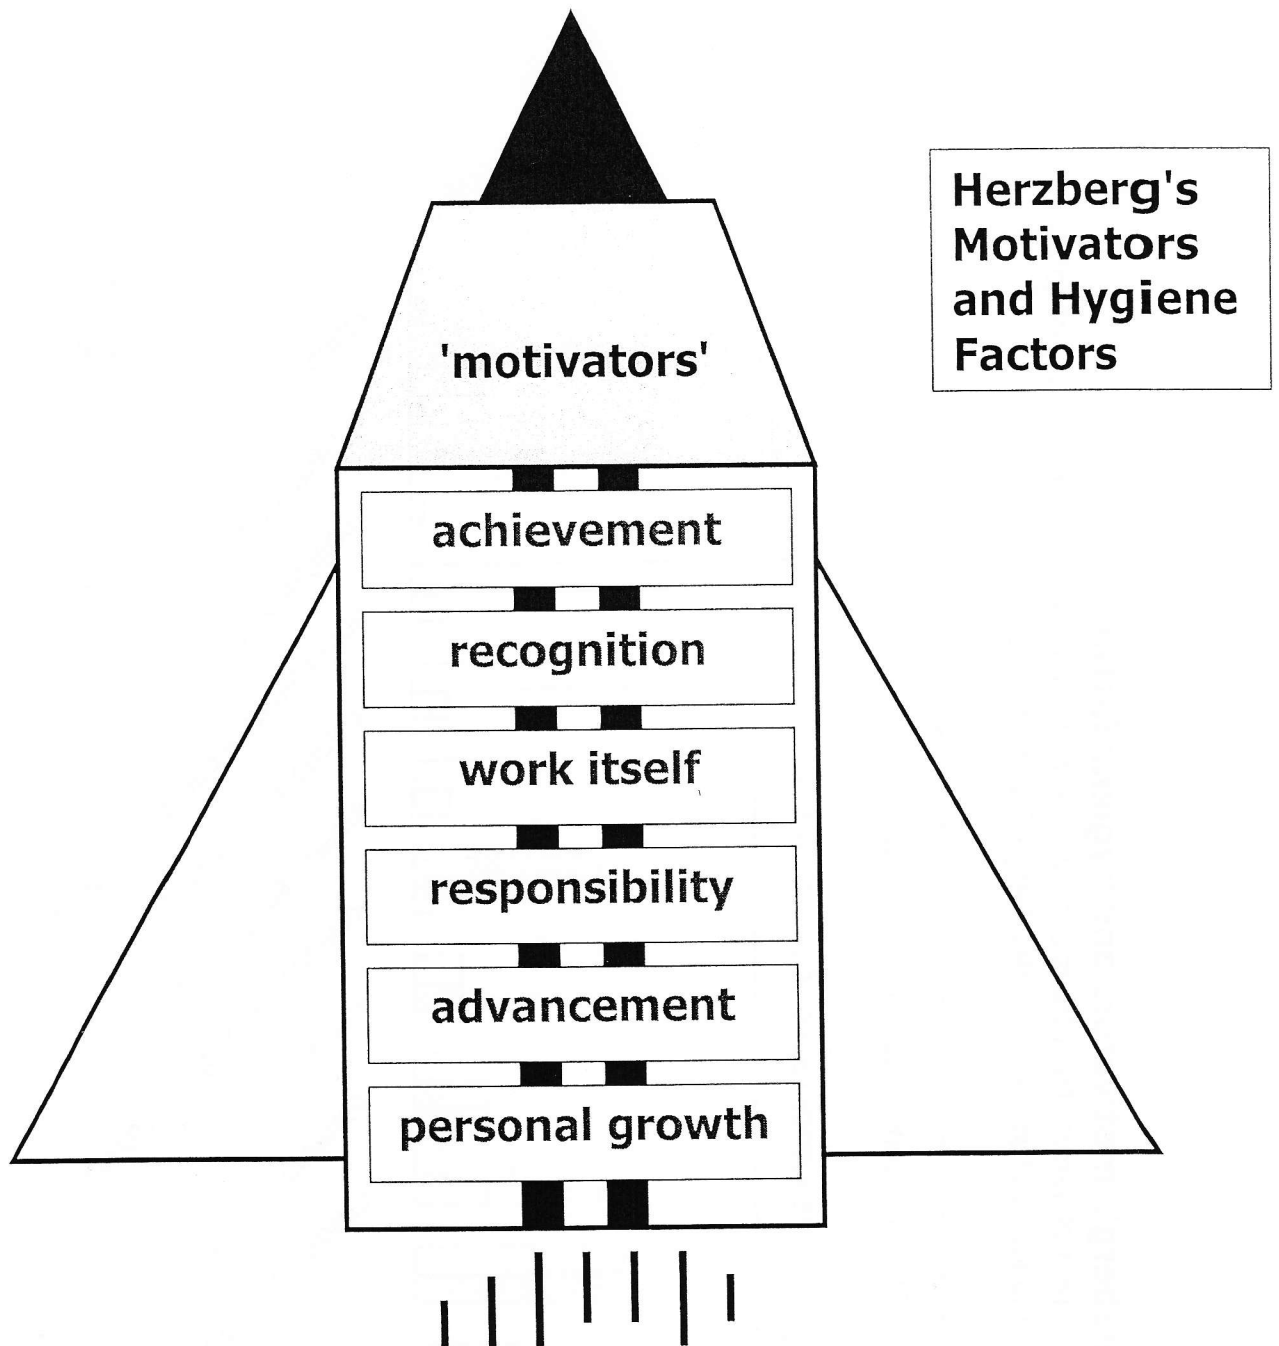 Herzberg's
Motivators
and Hygiene
Factors
'motivators'
achievement
recognition
work itself
responsibility
advancement
personal growth